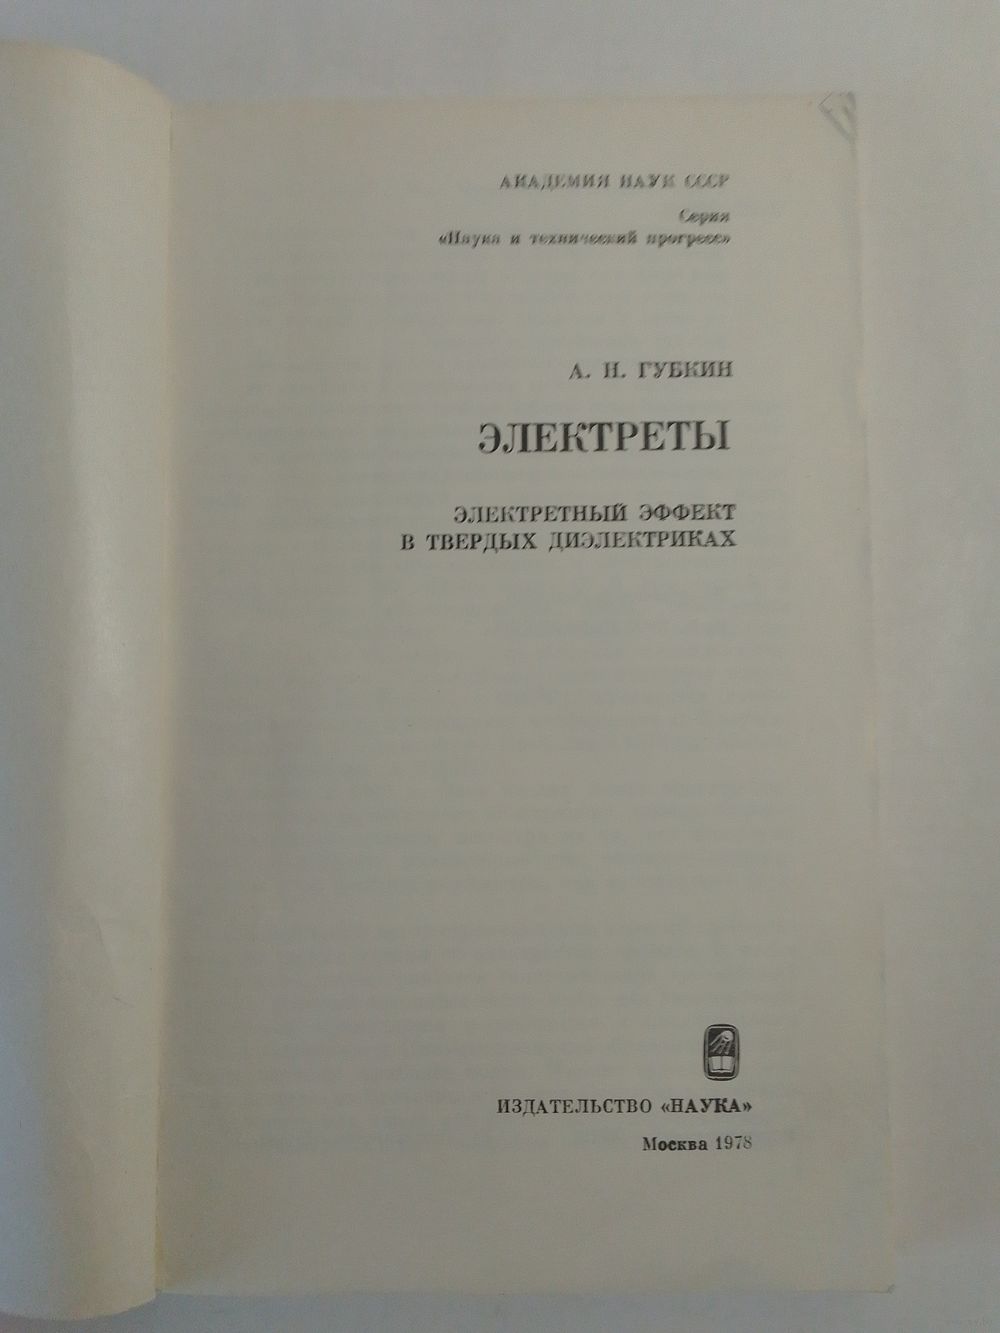 АКАДЕМИЯ НАУК СССР
Серия
«Наука и технический прогресс»
А. Н. ГУБКИН
ЭЛЕКТРЕТЫ
ЭЛЕКТРЕТНЫЙ ЭФФЕКТ
В ТВЕРДЫХ ДИЭЛЕКТРИКАХ
ИЗДАТЕЛЬСТВО «НАУКА»
Москва 1978